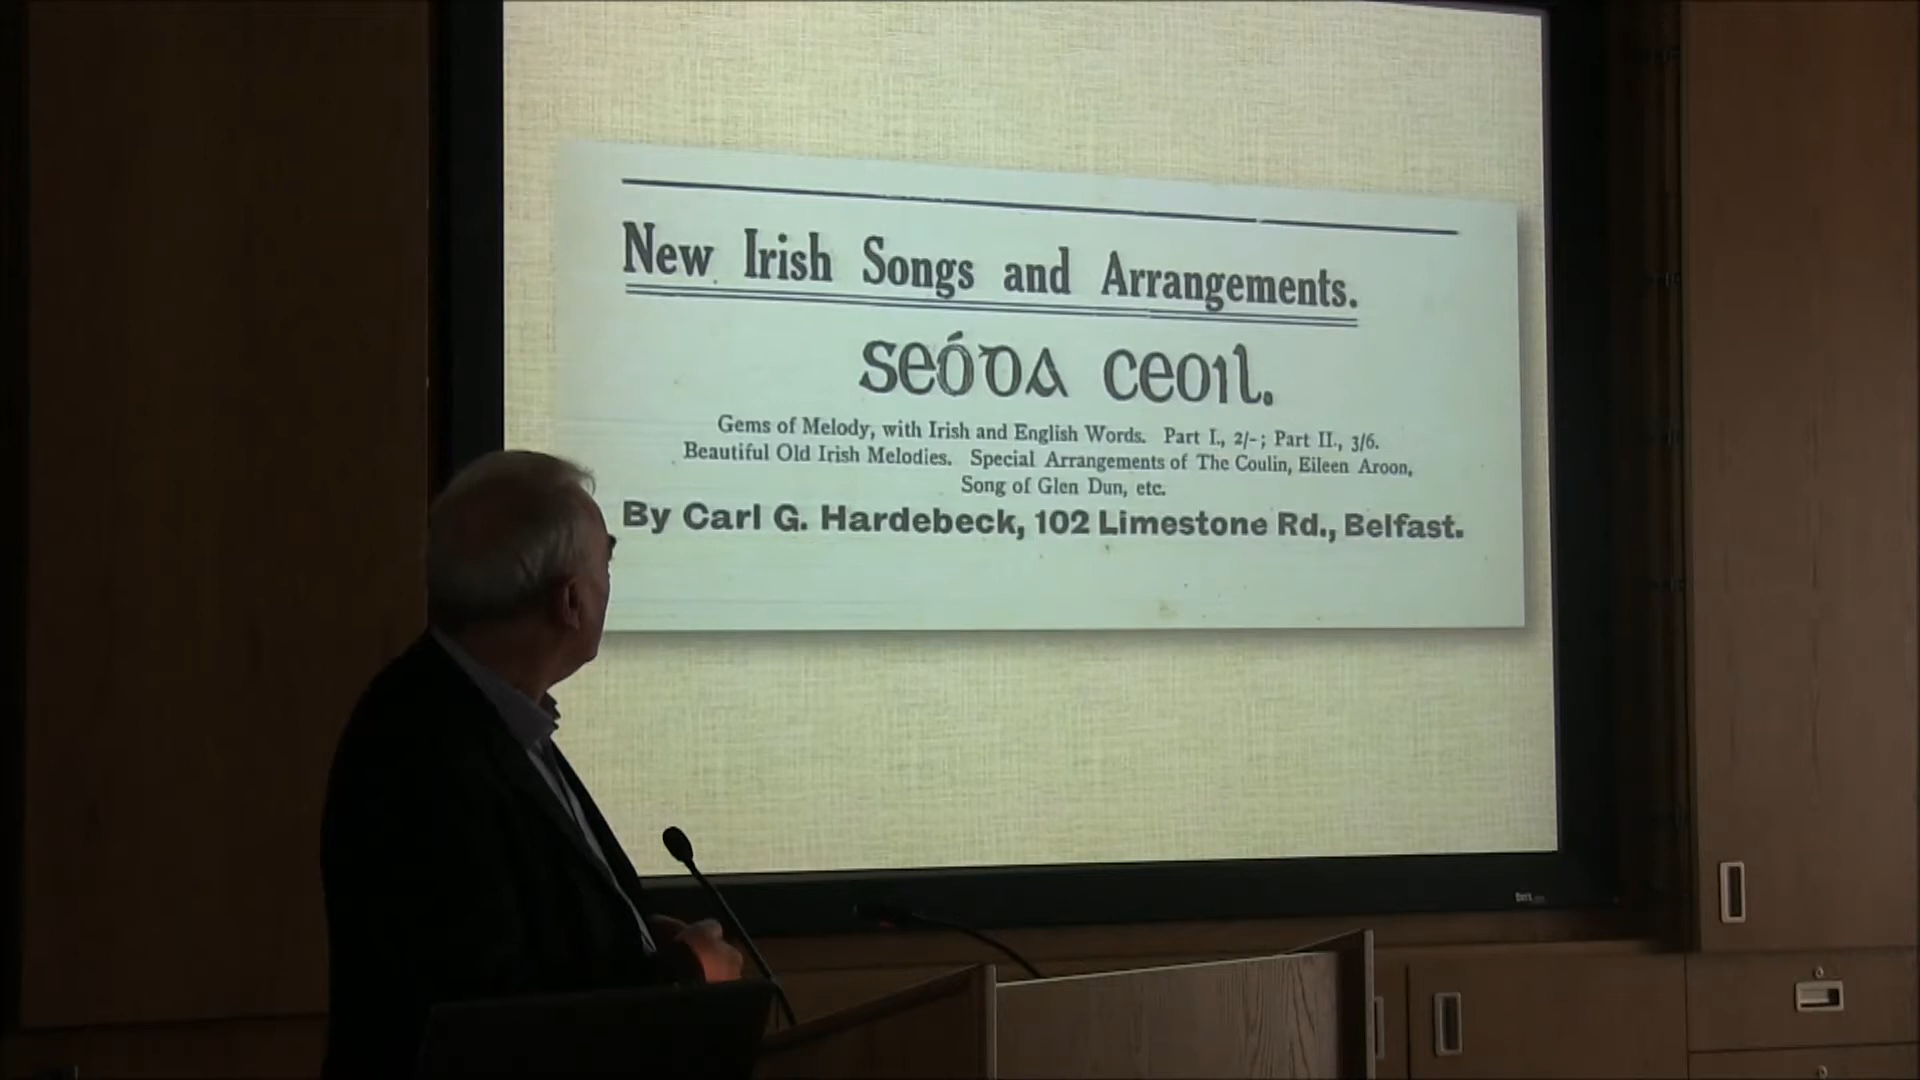 New Irish Songs and Arrangements.
Seóda Ceoil.
Gems of Melody, with Irish and English Words. Part I., 2/-; Part II., 3/6.
Beautiful Old Irish Melodies. Special Arrangements of The Coulin, Eileen Aroon,
Song of Glen Dun, etc.
By Carl G. Hardebeck, 102 Limestone Rd., Belfast.